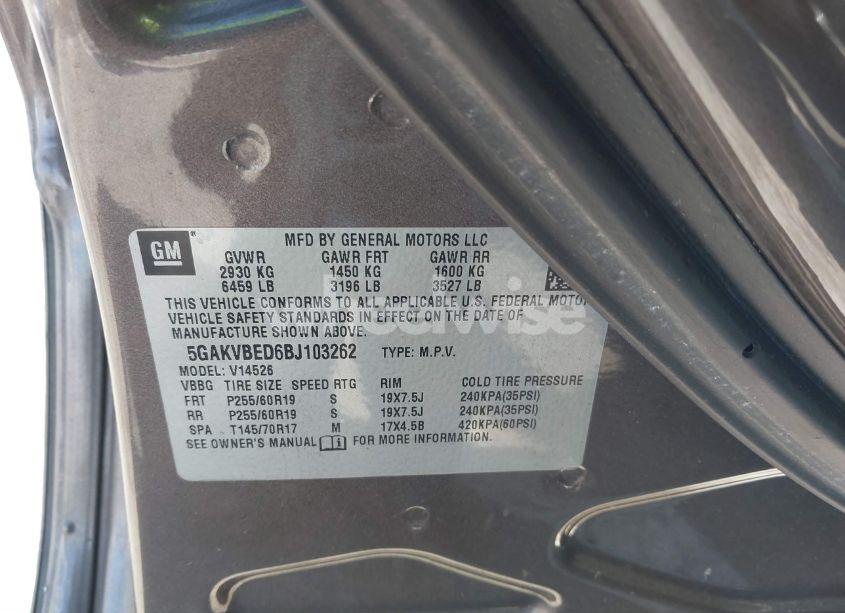 GM
MFD BY GENERAL MOTORS LLC
GVWR GAWR FRT GAWR RR
2930 KG 1450 KG 1600 KG
6459 LB 3196 LB 3527 LB
THIS VEHICLE CONFORMS TO ALL APPLICABLE U.S. FEDERAL MOTOR
VEHICLE SAFETY STANDARDS IN EFFECT ON THE DATE OF
MANUFACTURE SHOWN ABOVE.
5GAKVBED6BJ103262 TYPE: M.P.V.
MODEL: V14526
VBBG TIRE SIZE SPEED RTG RIM COLD TIRE PRESSURE
FRT P255/60R19 S 19X7.5J 240KPA(35PSI)
RR P255/60R19 S 19X7.5J 240KPA(35PSI)
SPA T145/70R17 M 17X4.5B 420KPA(60PSI)
SEE OWNER'S MANUAL FOR MORE INFORMATION.